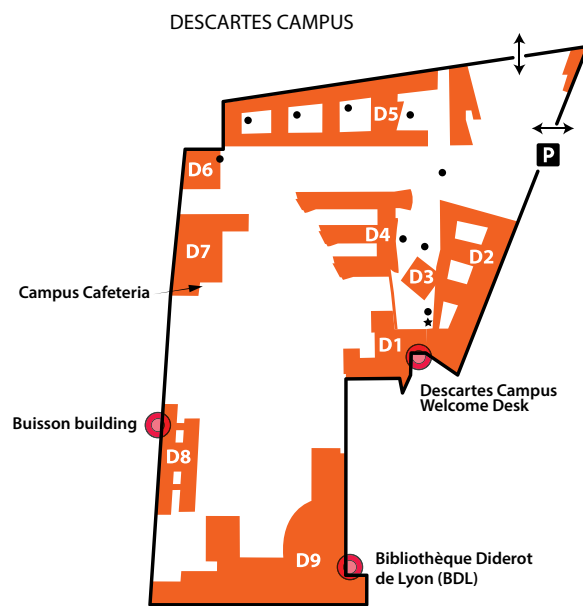 DESCARTES CAMPUS
D5
P
D6
D4
D2
D7
D3
Campus Cafeteria
D1
Descartes Campus
Welcome Desk
Buisson building
D8
D9
Bibliothèque Diderot
de Lyon (BDL)